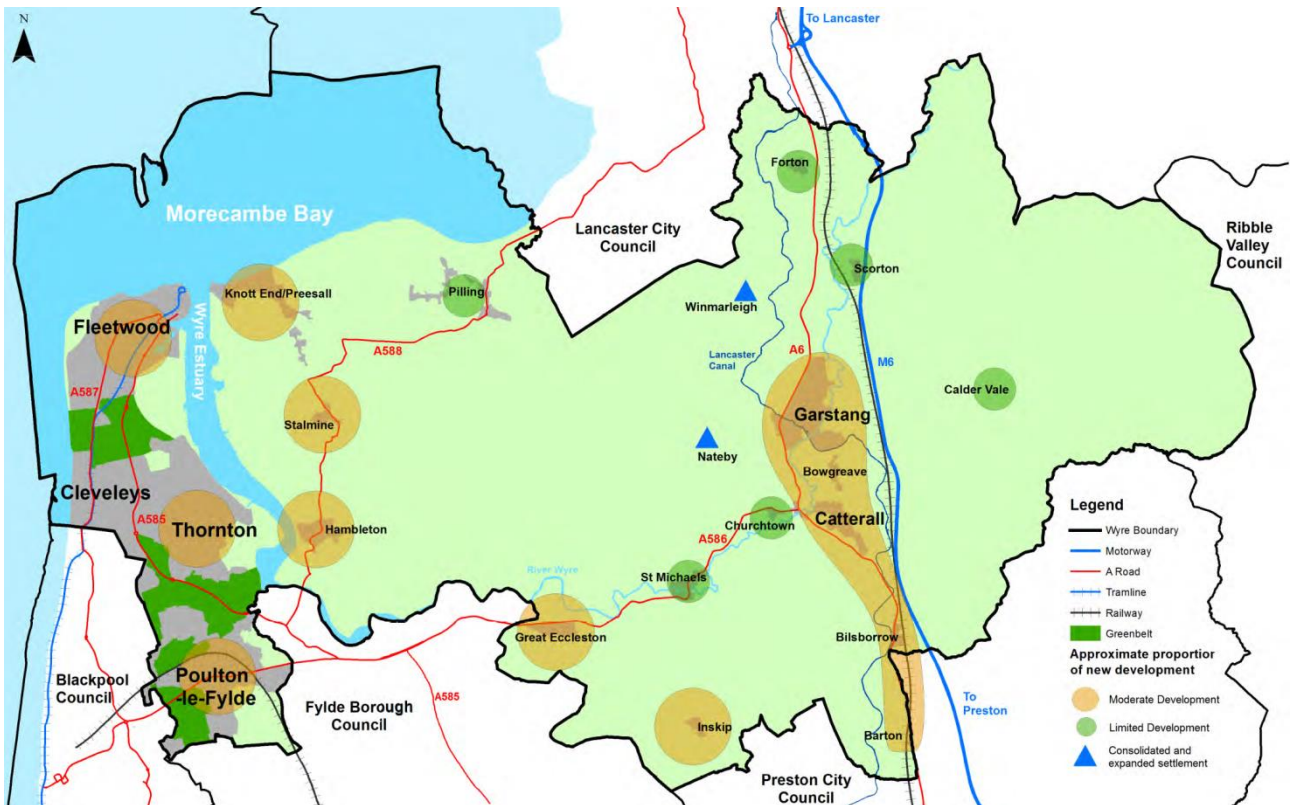 N
To Lancaster
Forton
Morecambe Bay
Lancaster City
Council
Ribble
Valley
Council
Scorton
Knott End/Preesall
Pilling
Winmarleigh
Fleetwood
Wyre Estuary
A588
A6
Lancaster
Canal
M6
A587
Calder Vale
Garstang
Stalmine
Nateby
Bowgreave
Cleveleys
A585
Thornton
Hambleton
Churchtown
Catterall
A586
St Michaels
River Wyre
Great Eccleston
Bilsborrow
Blackpool
Council
Poulton
-le-Fylde
Fylde Borough
Council
A585
To
Preston
Inskip
Barton
Preston City
Council
Legend
Wyre Boundary
Motorway
A Road
Tramline
Railway
Greenbelt
Approximate proportior
of new development
Moderate Development
Limited Development
Consolidated and
expanded settlement